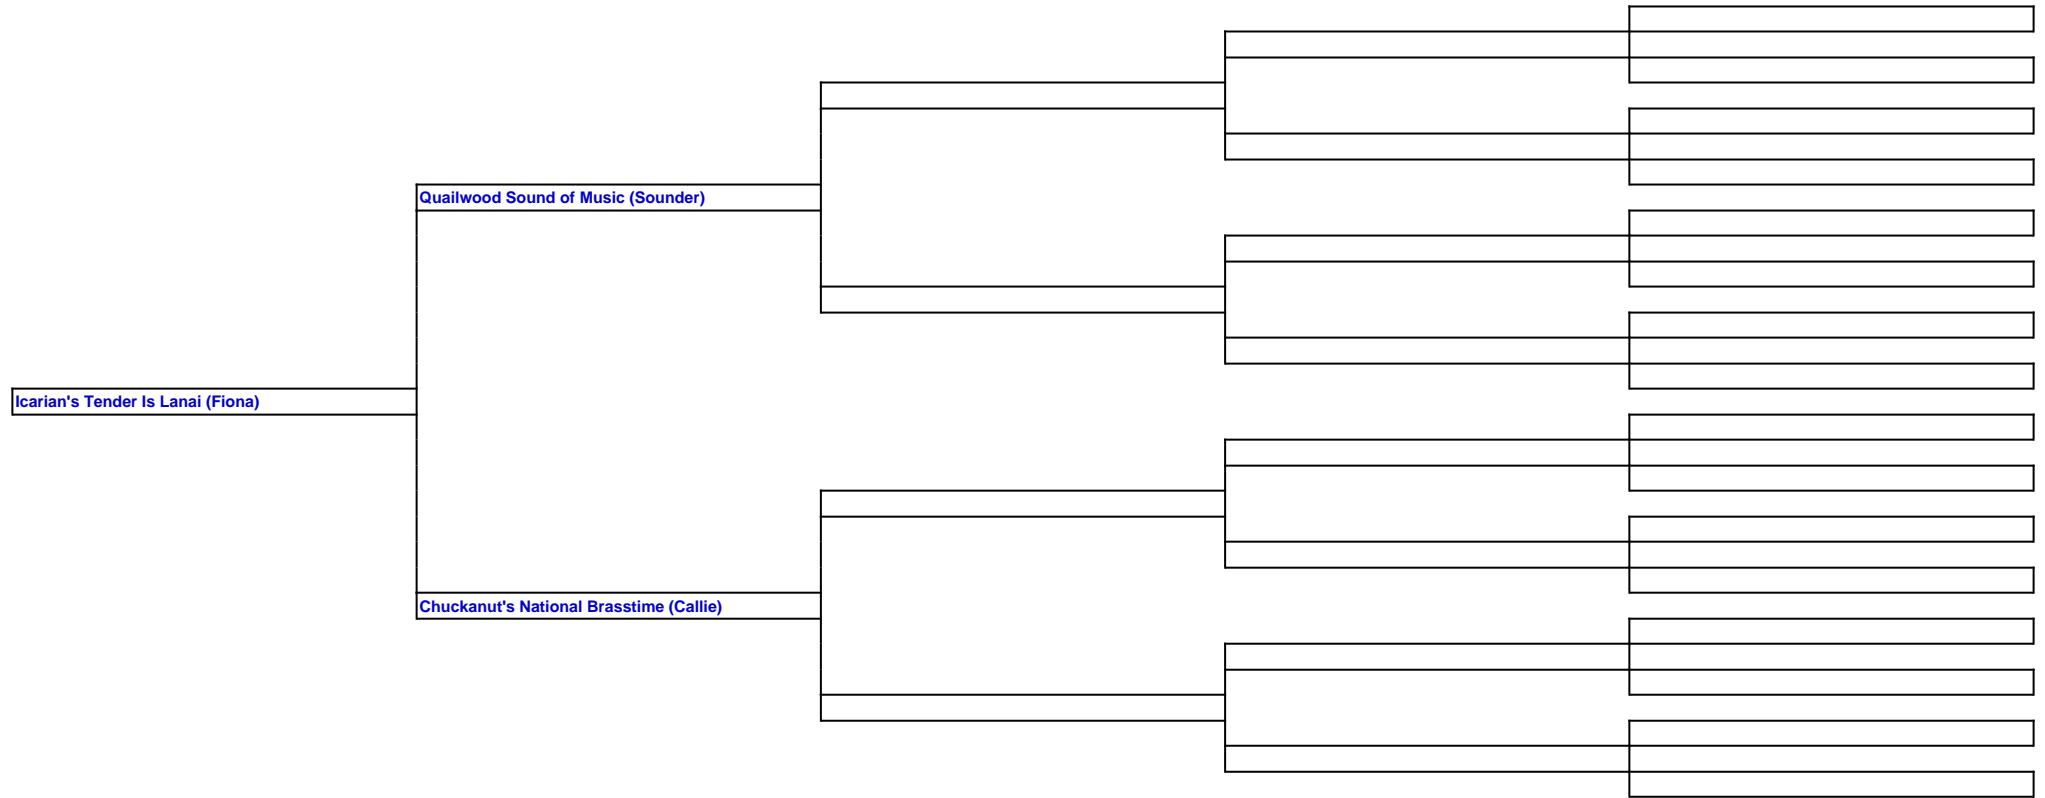 Quailwood Sound of Music (Sounder)
Icarian's Tender Is Lanai (Fiona)
Chuckanut's National Brasstime (Callie)